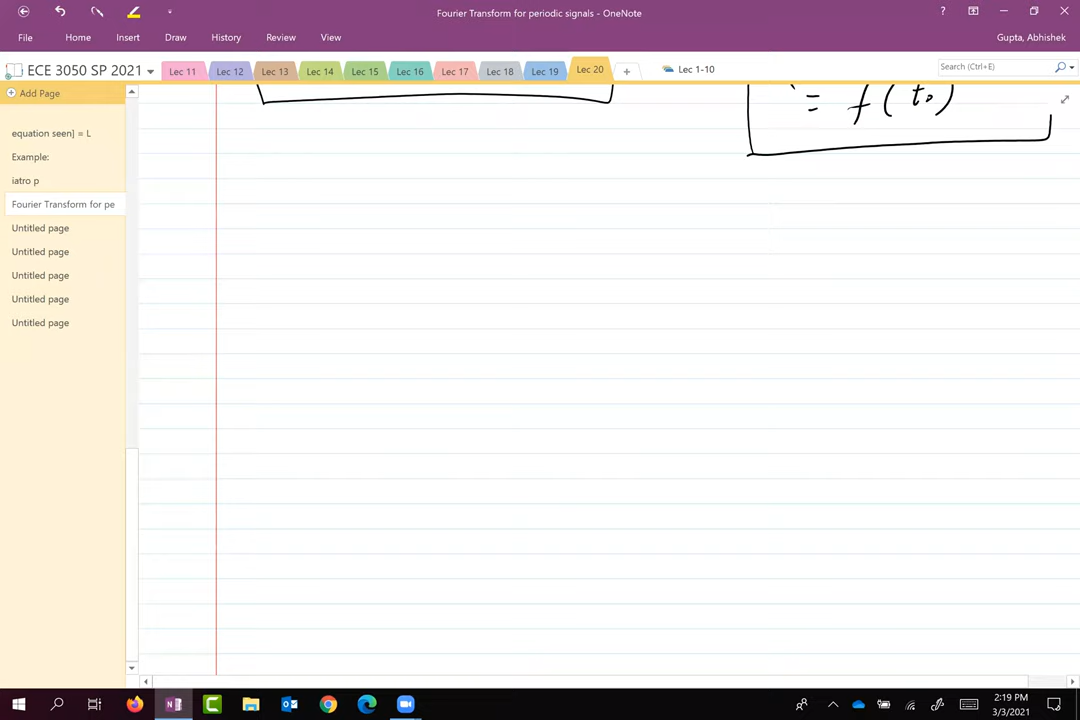 Fourier Transform for periodic signals - OneNote
?
File
Home
Insert
Draw
History
Review
View
Gupta, Abhishek
ECE 3050 SP 2021
Lec 11
Lec 12
Lec 13
Lec 14
Lec 15
Lec 16
Lec 17
Lec 18
Lec 19
Lec 20
+
Lec 1-10
Search (Ctrl+E)
Add Page
equation seen] = L
Example:
iatro p
Fourier Transform for pe
Untitled page
Untitled page
Untitled page
Untitled page
Untitled page
= f(t₀)
2:19 PM
3/3/2021